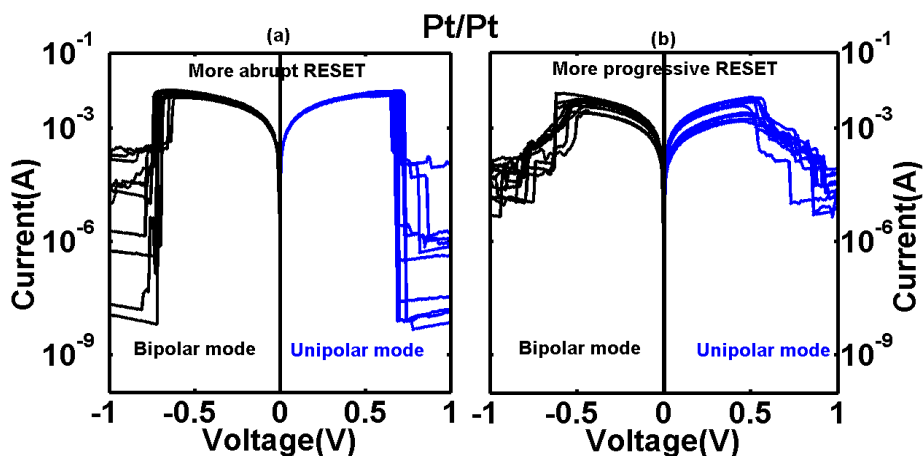 Pt/Pt
(a)
(b)
10^-1
10^-3
10^-6
10^-9
Current(A)
More abrupt RESET
Bipolar mode
Unipolar mode
-1
-0.5
0
0.5
1
Voltage(V)
More progressive RESET
Bipolar mode
Unipolar mode
-1
-0.5
0
0.5
1
Voltage(V)
10^-1
10^-3
10^-6
10^-9
Current(A)